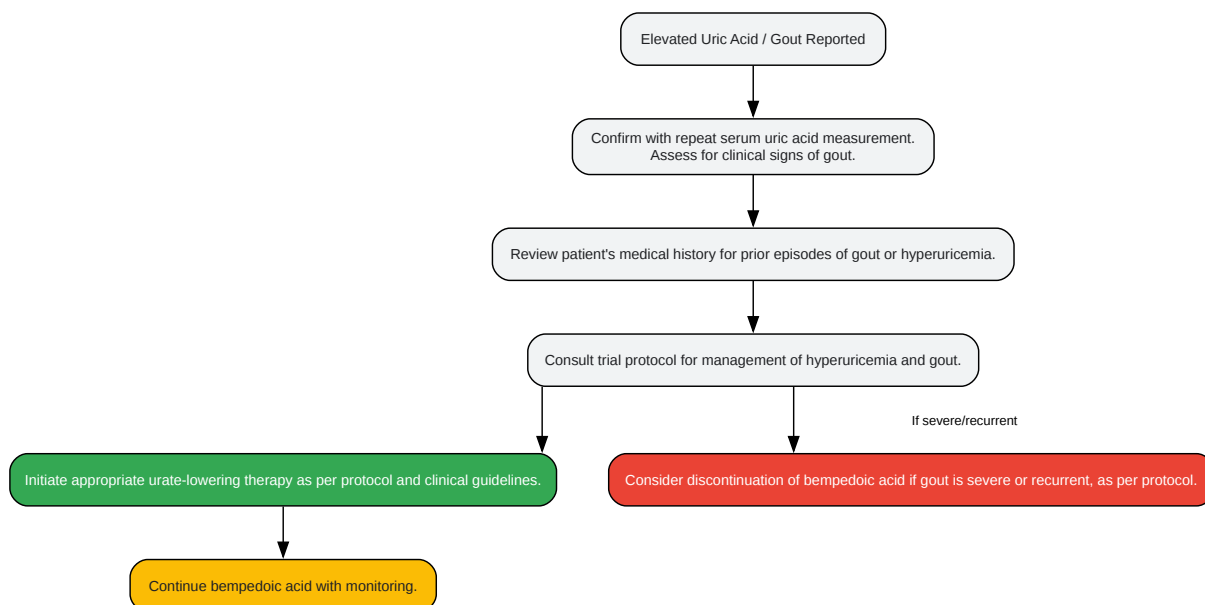 Elevated Uric Acid / Gout Reported
Confirm with repeat serum uric acid measurement.
Assess for clinical signs of gout.
Review patient's medical history for prior episodes of gout or hyperuricemia.
Consult trial protocol for management of hyperuricemia and gout.
If severe/recurrent
Initiate appropriate urate-lowering therapy as per protocol and clinical guidelines.
Consider discontinuation of bempedoic acid if gout is severe or recurrent, as per protocol.
Continue bempedoic acid with monitoring.